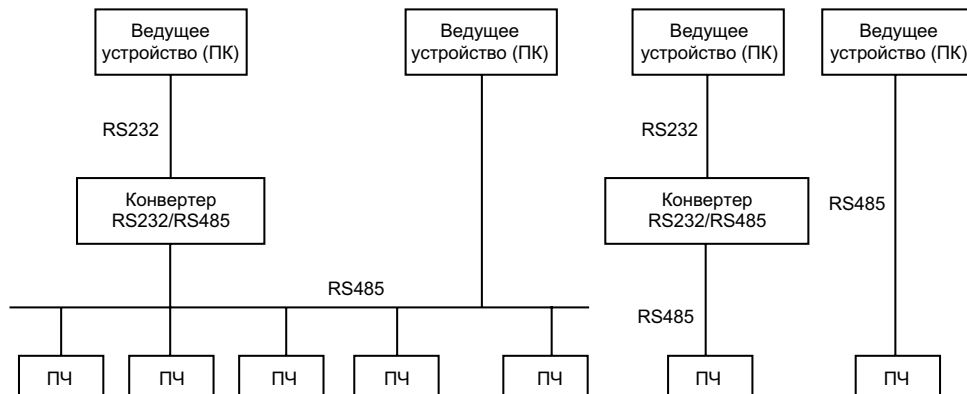 Ведущее
устройство (ПК)
Ведущее
устройство (ПК)
Ведущее
устройство (ПК)
Ведущее
устройство (ПК)
RS232
RS232
Конвертер
RS232/RS485
Конвертер
RS232/RS485
RS485
RS485
RS485
ПЧ
ПЧ
ПЧ
ПЧ
ПЧ
ПЧ
ПЧ